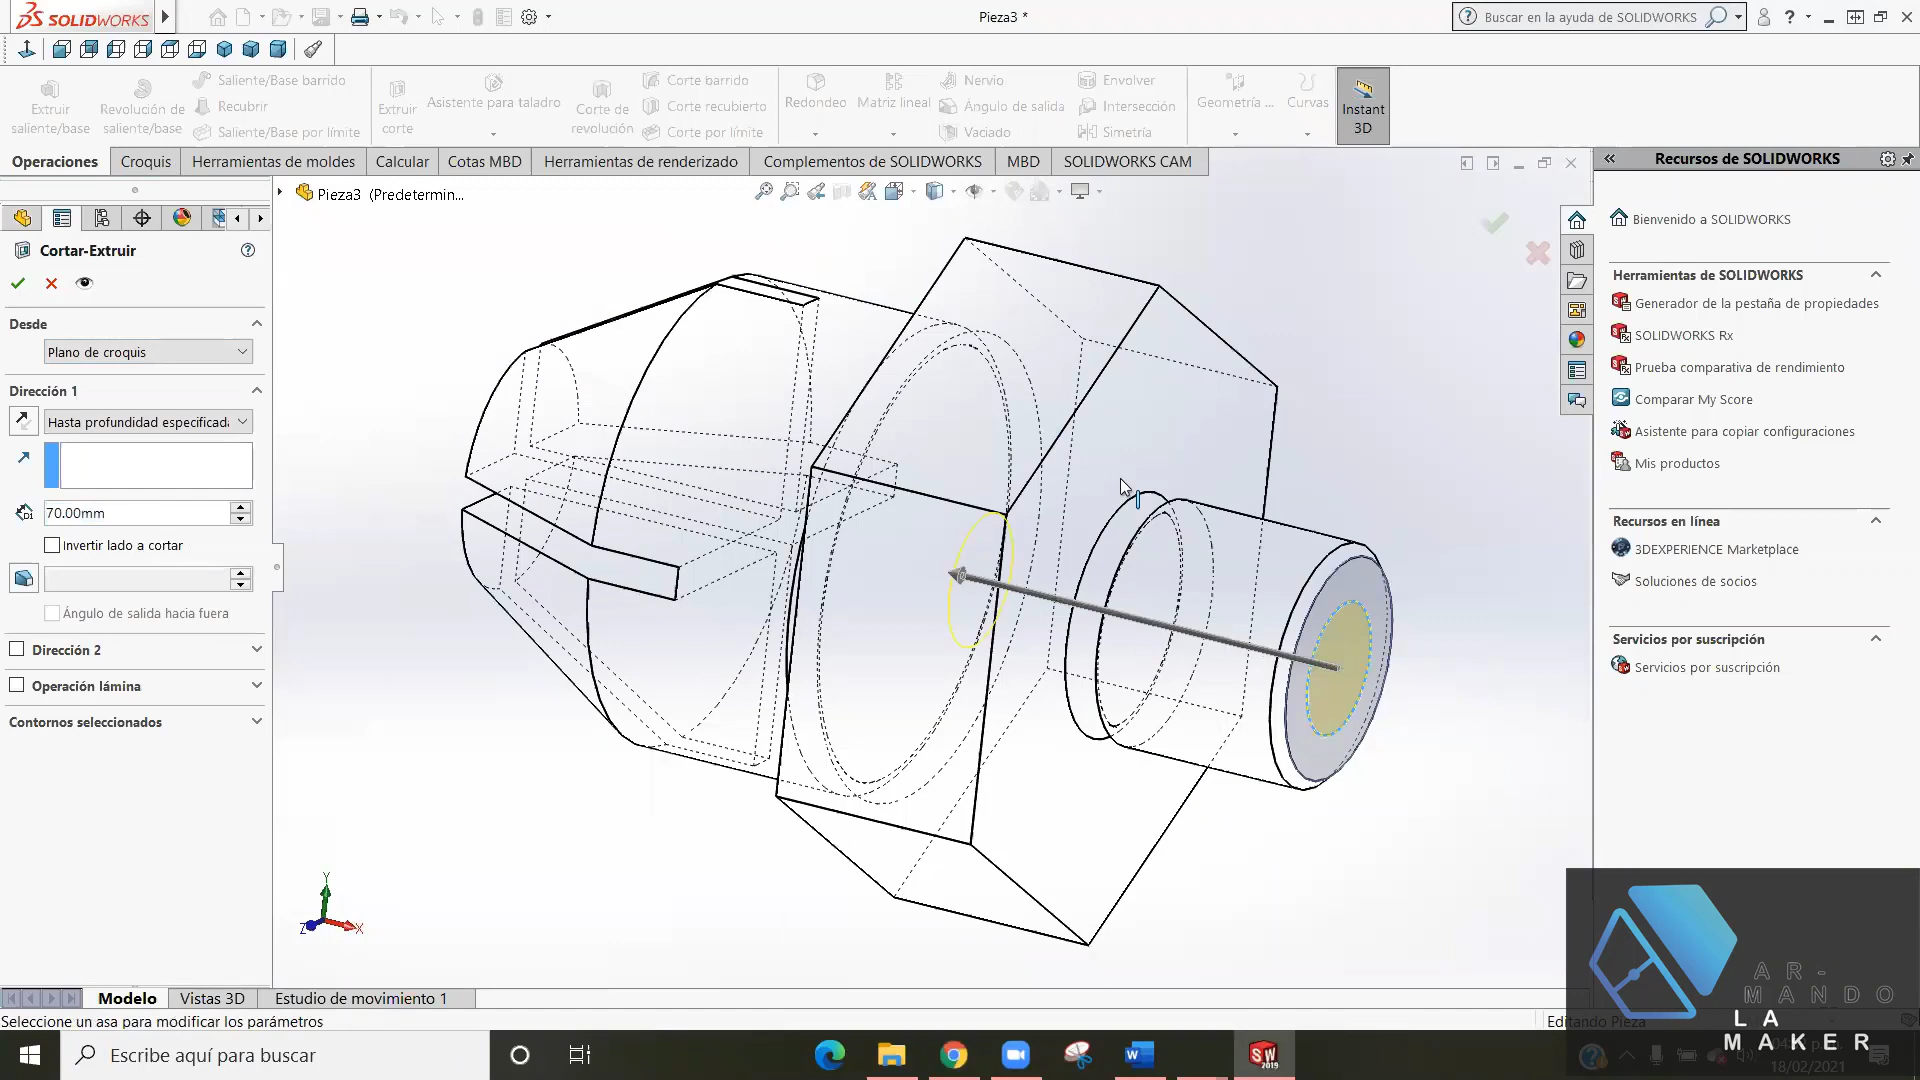 SOLIDWORKS
Pieza3 *
Buscar en la ayuda de SOLIDWORKS
Extruir
saliente/base
Revolución de
saliente/base
Saliente/Base barrido
Recubrir
Saliente/Base por límite
Extruir
corte
Asistente para taladro
Corte de
revolución
Corte barrido
Corte recubierto
Corte por límite
Redondeo
Matriz lineal
Nervio
Ángulo de salida
Vaciado
Envolver
Intersección
Simetría
Geometría ...
Curvas
Instant
3D
Operaciones
Croquis
Herramientas de moldes
Calcular
Cotas MBD
Herramientas de renderizado
Complementos de SOLIDWORKS
MBD
SOLIDWORKS CAM
Recursos de SOLIDWORKS
Pieza3 (Predetermin...
Cortar-Extruir
Desde
Plano de croquis
Dirección 1
Hasta profundidad especificada
70.00mm
Invertir lado a cortar
Ángulo de salida hacia fuera
Dirección 2
Operación lámina
Contornos seleccionados
Y
Z
X
Bienvenido a SOLIDWORKS
Herramientas de SOLIDWORKS
Generador de la pestaña de propiedades
SOLIDWORKS Rx
Prueba comparativa de rendimiento
Comparar My Score
Asistente para copiar configuraciones
Mis productos
Recursos en línea
3DEXPERIENCE Marketplace
Soluciones de socios
Servicios por suscripción
Servicios por suscripción
Modelo
Vistas 3D
Estudio de movimiento 1
Seleccione un asa para modificar los parámetros
Editando Pieza
Escribe aquí para buscar
SW
2019
18/02/2021
AR-
MANDO
LA
MAKER